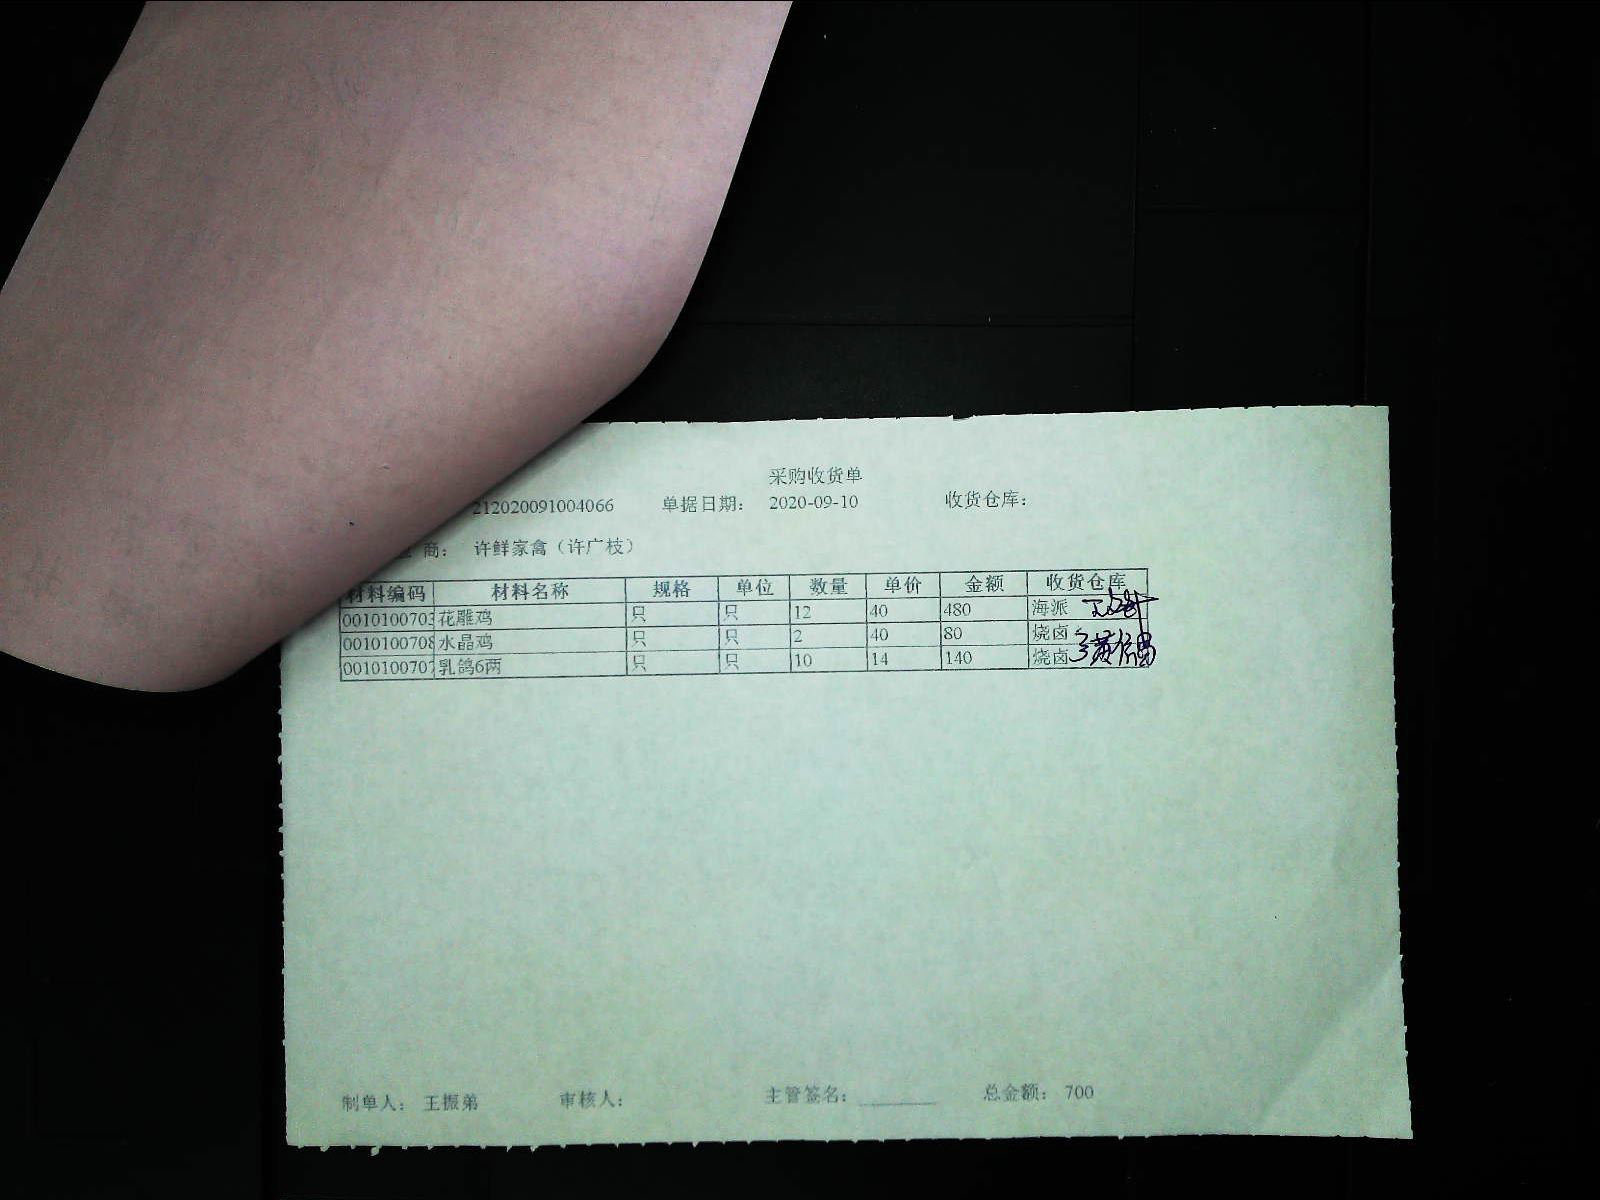 采购收货单
212020091004066 单据日期: 2020-09-10 收货仓库:
商: 许鲜家禽（许广枝）
材料编码 材料名称 规格 单位 数量 单价 金额 收货仓库
0010100703 花雕鸡 只 只 12 40 480 海派
0010100708 水晶鸡 只 只 2 40 80 烧卤
0010100707 乳鸽6两 只 只 10 14 140 烧卤
制单人: 王振弟 审核人: 主管签名: 总金额: 700